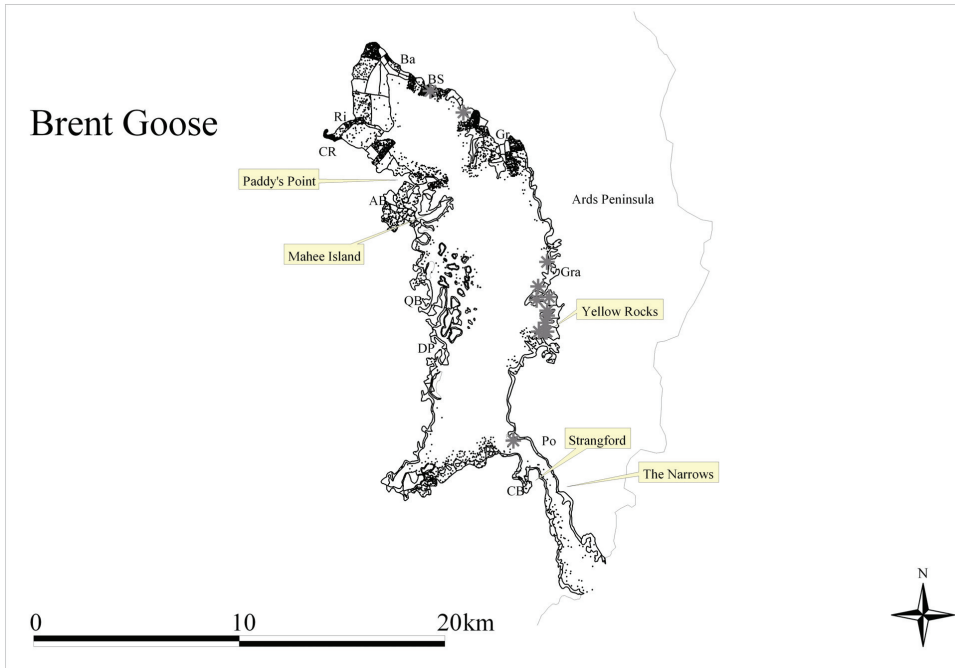 Ba
BS
Brent Goose
Ri
Gr
CR
Paddy's Point
AB
Ards Peninsula
Mahee Island
Gra
QB
Yellow Rocks
DP
Po
Strangford
The Narrows
CB
N
0
10
20km